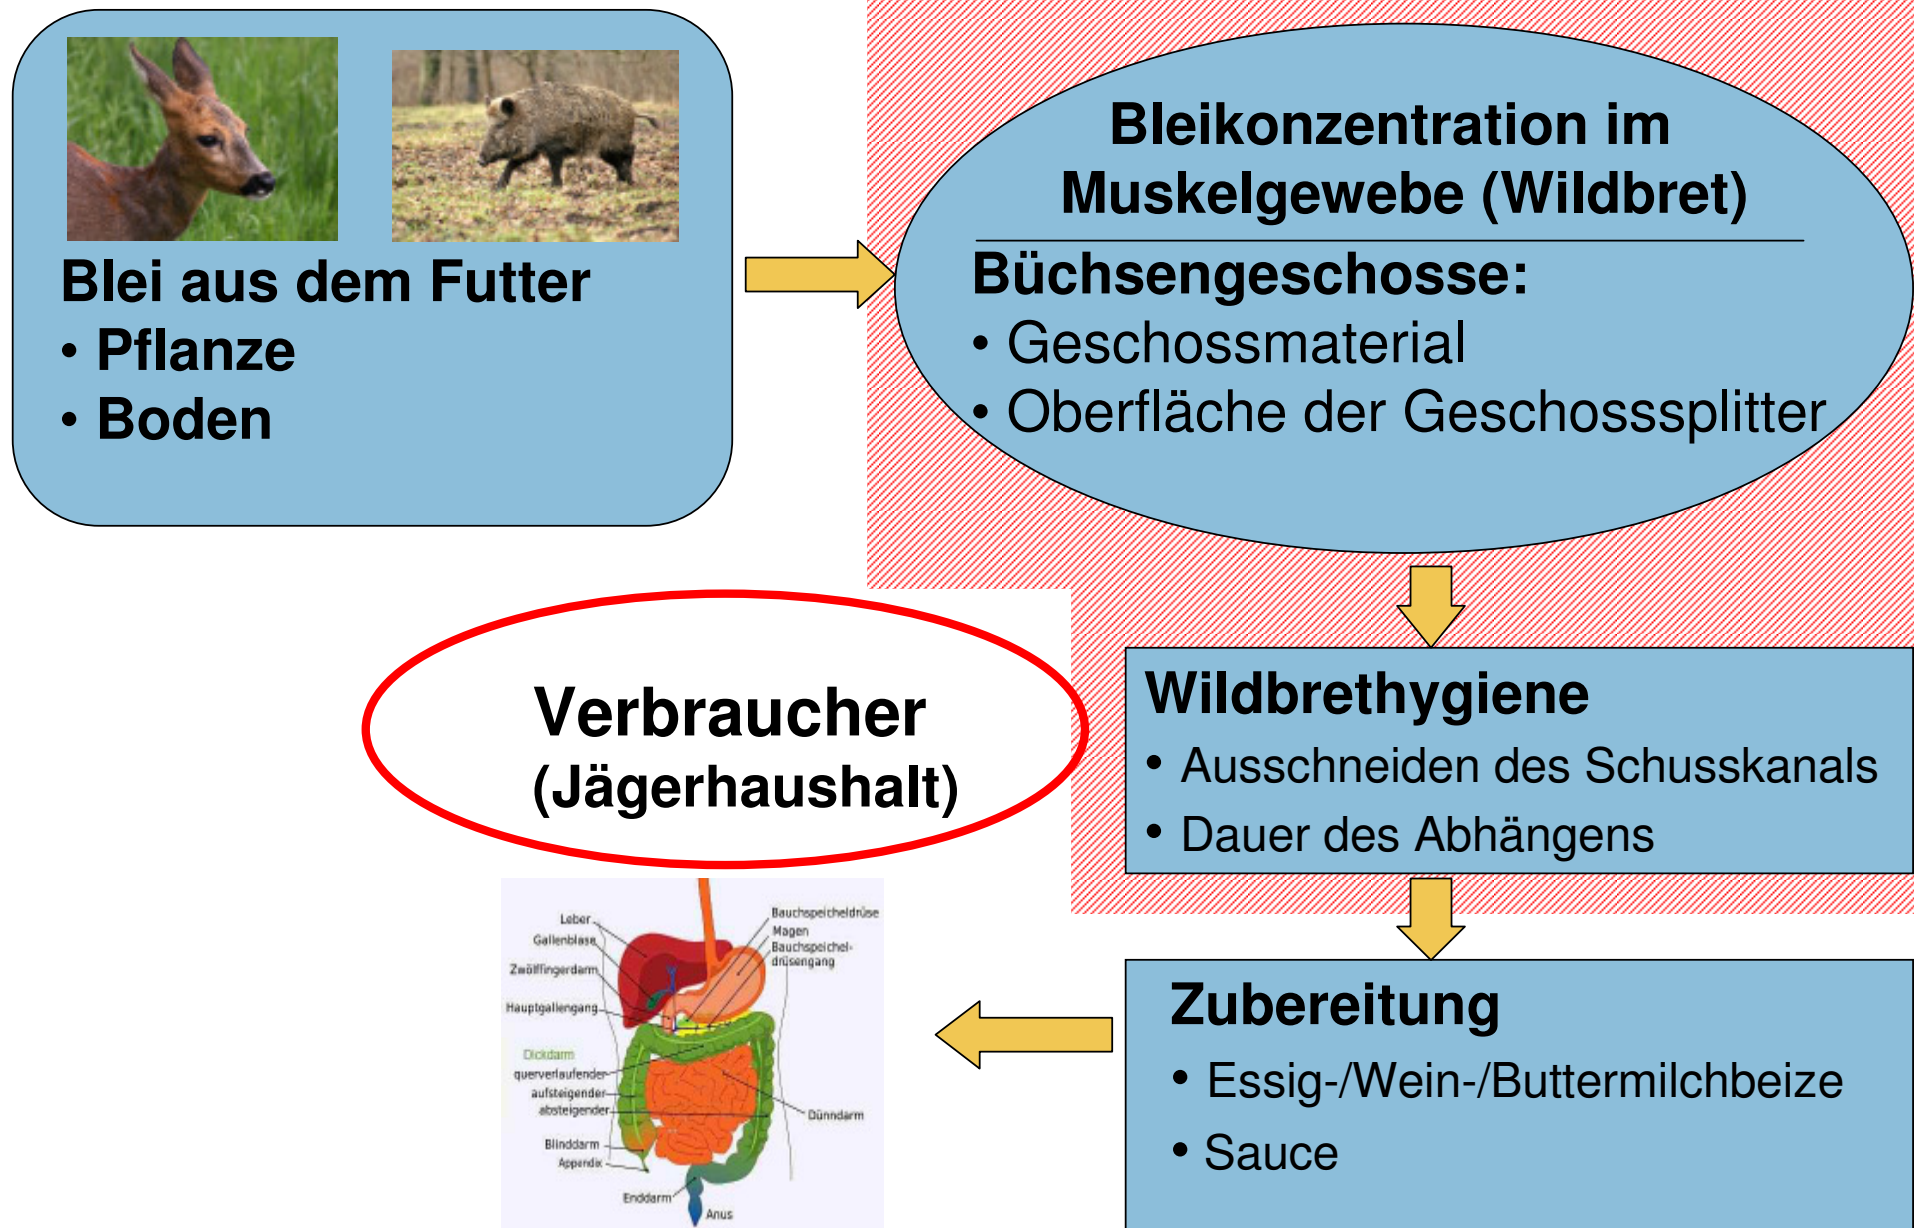 Blei aus dem Futter
• Pflanze
• Boden
Bleikonzentration im
Muskelgewebe (Wildbret)
Büchsengeschosse:
• Geschossmaterial
• Oberfläche der Geschosssplitter
Wildbrethygiene
• Ausschneiden des Schusskanals
• Dauer des Abhängens
Zubereitung
• Essig-/Wein-/Buttermilchbeize
• Sauce
Verbraucher
(Jägerhaushalt)
Leber
Gallenblase
Zwölffingerdarm
Hauptgallengang
Dickdarm
querverlaufender
aufsteigender
absteigender
Blinddarm
Appendix
Enddarm
Bauchspeicheldrüse
Magen
Bauchspeichel-
drüsengang
Dünndarm
Anus